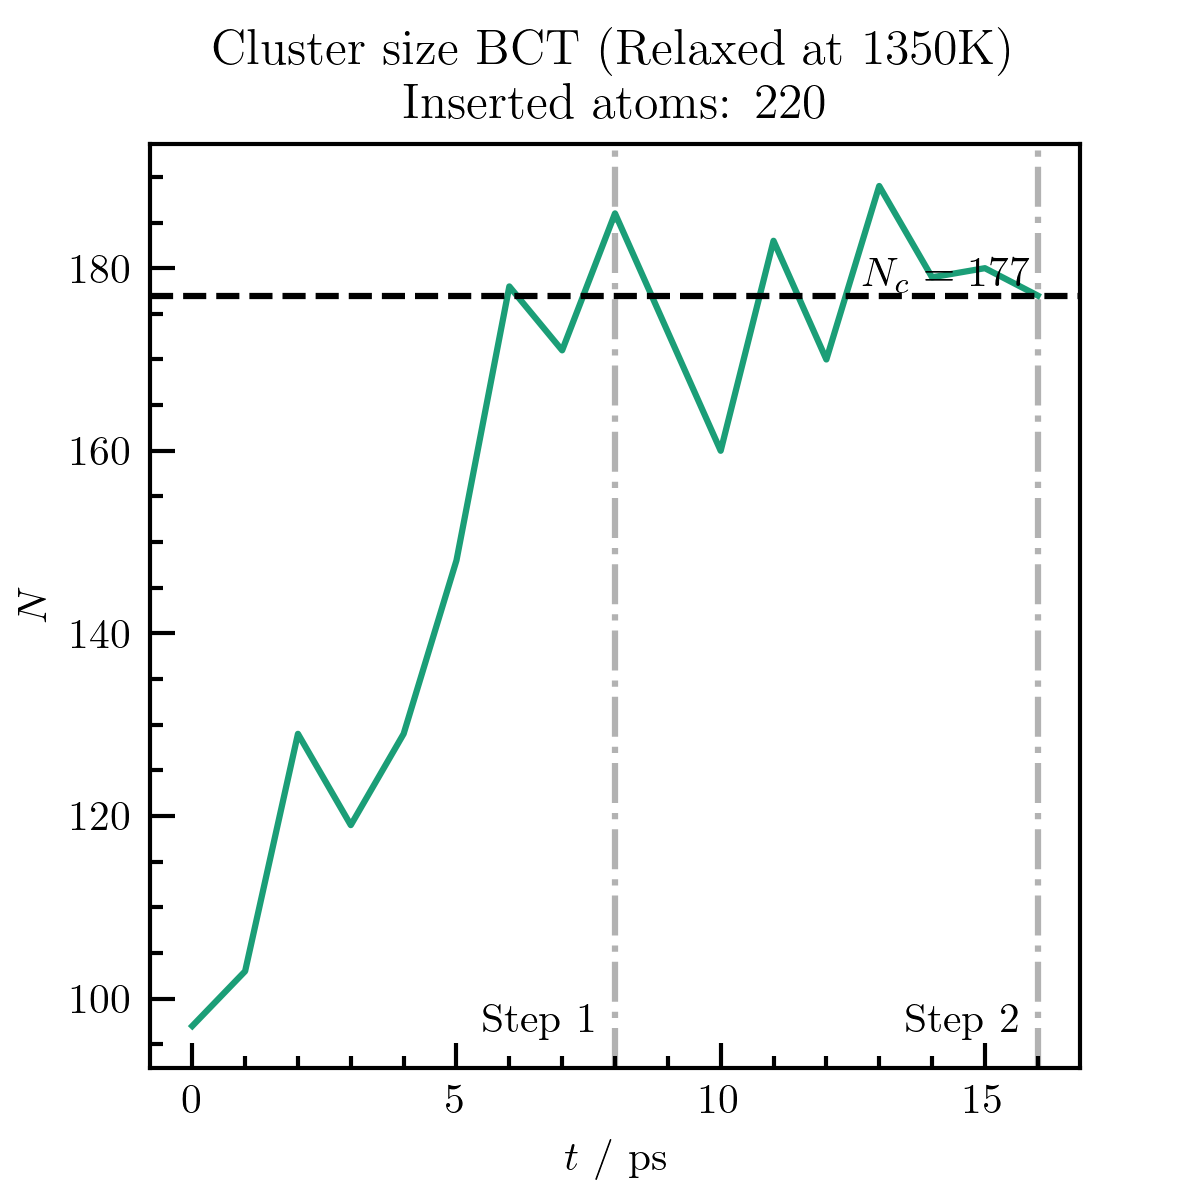 Cluster size BCT (Relaxed at 1350K)
Inserted atoms: 220
N
180
160
140
120
100
N_c = 177
Step 1
Step 2
0
5
10
15
t / ps